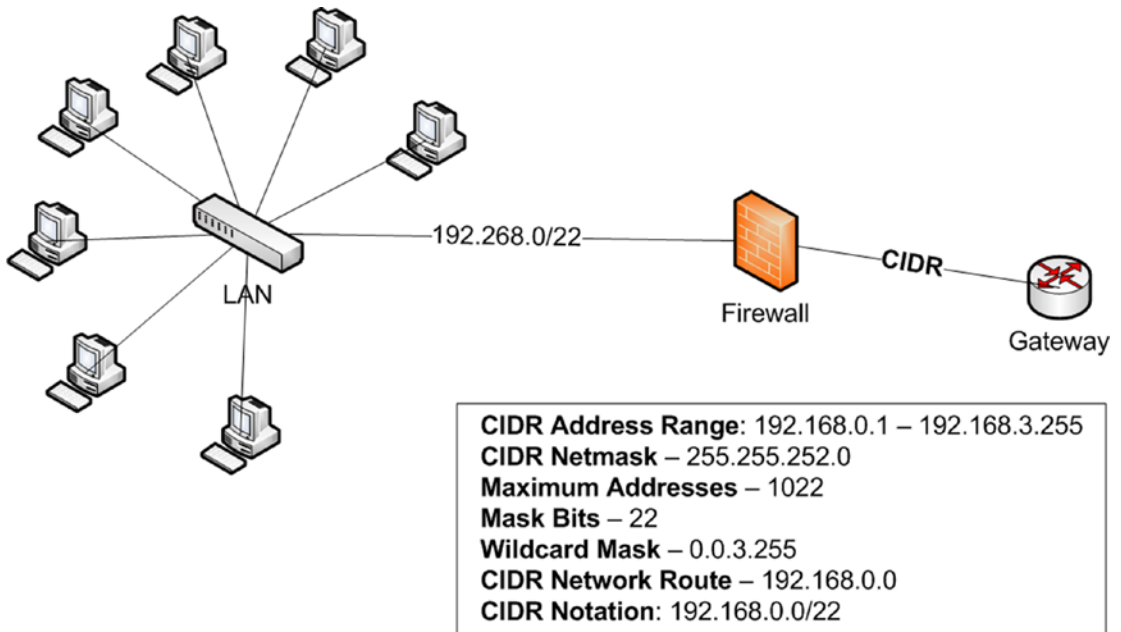 192.268.0/22
CIDR
LAN
Firewall
Gateway
CIDR Address Range: 192.168.0.1 – 192.168.3.255
CIDR Netmask – 255.255.252.0
Maximum Addresses – 1022
Mask Bits – 22
Wildcard Mask – 0.0.3.255
CIDR Network Route – 192.168.0.0
CIDR Notation: 192.168.0.0/22